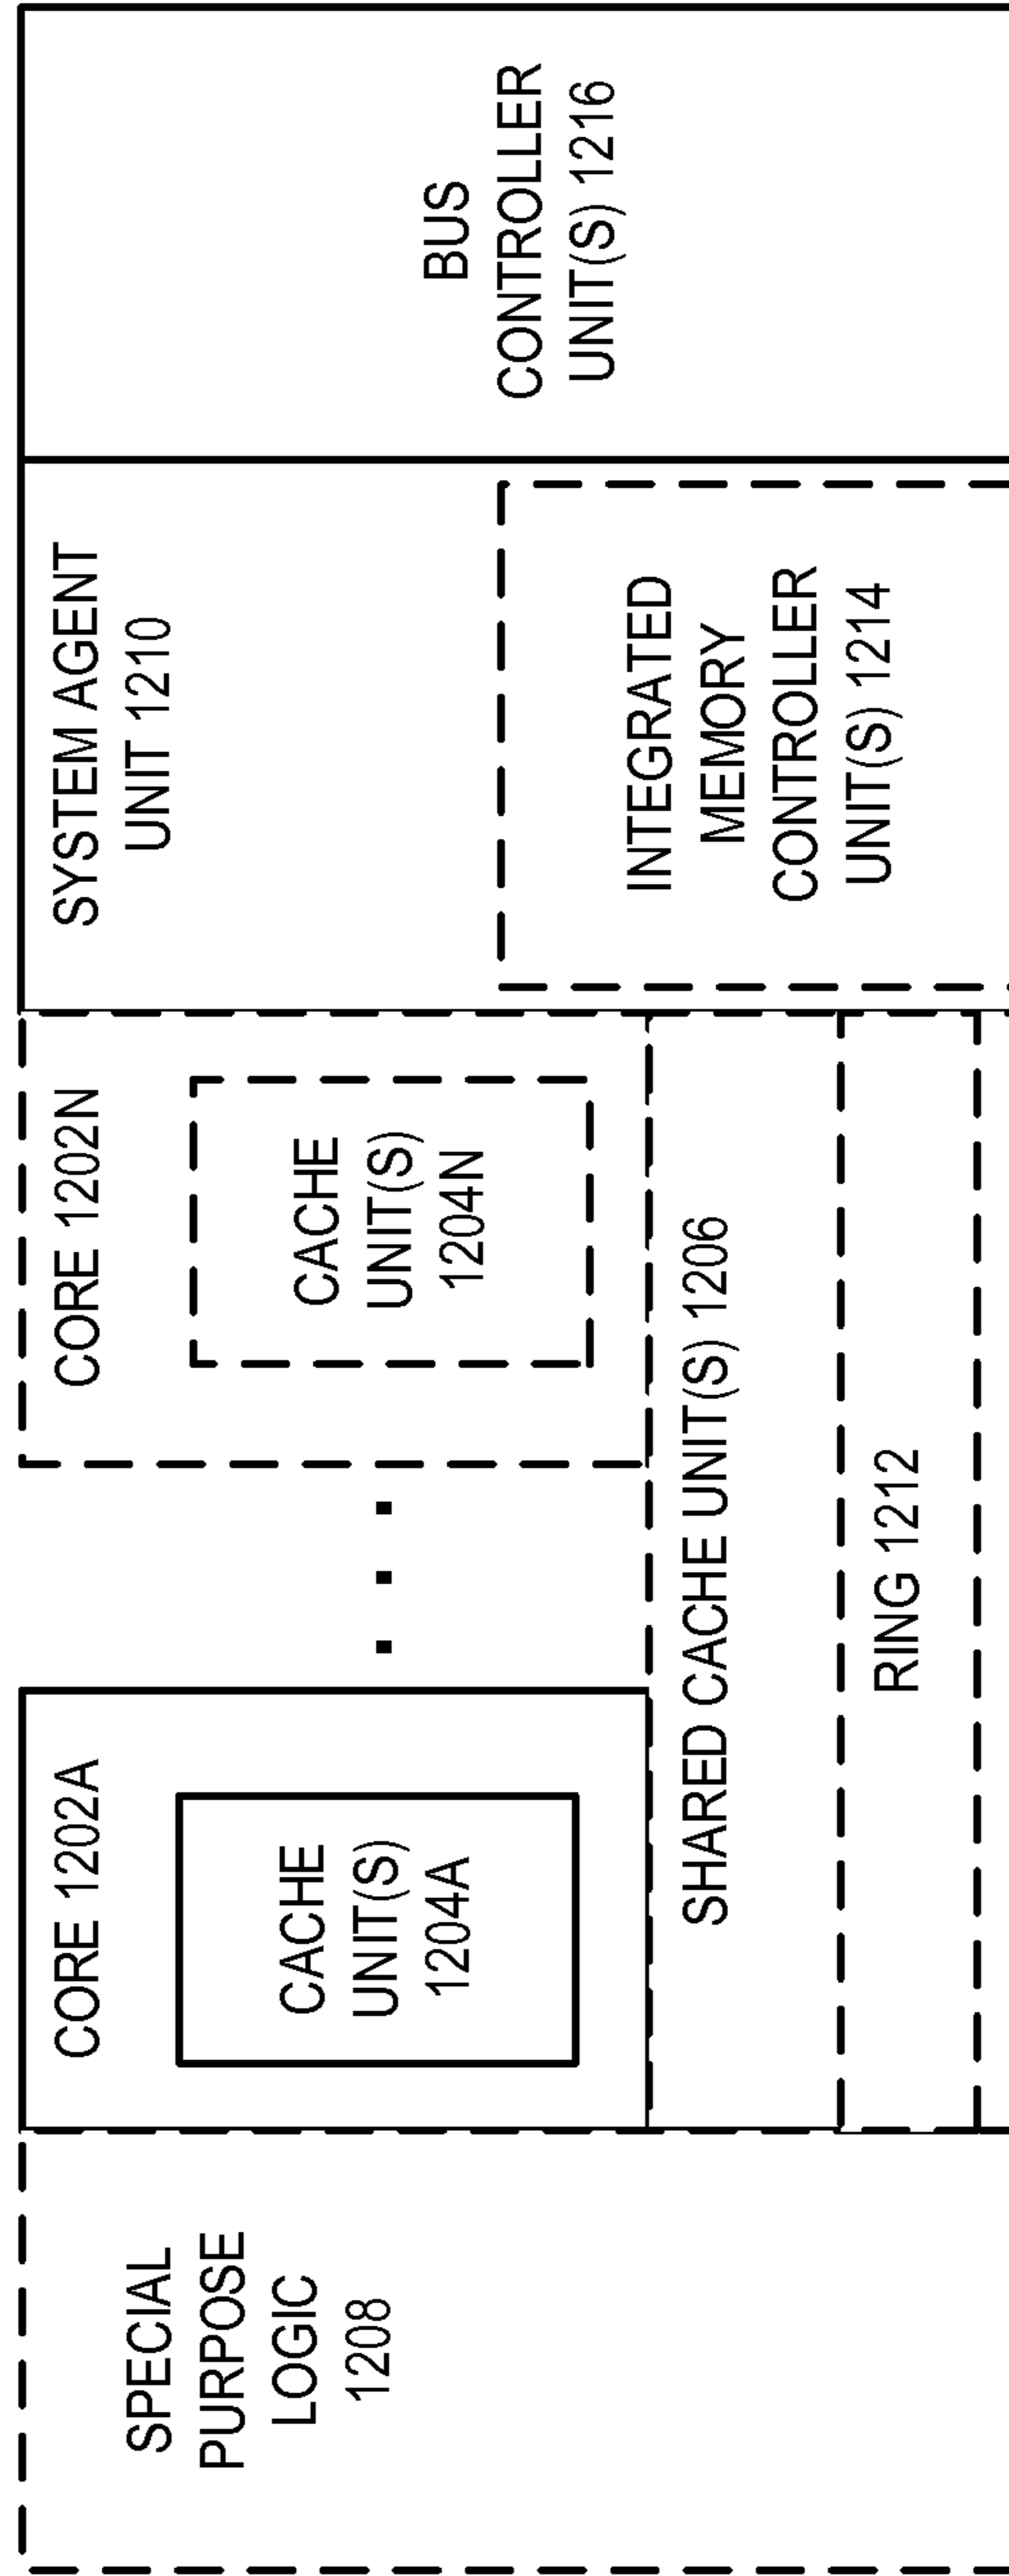 SPECIAL
PURPOSE
LOGIC
1208
CORE 1202A
CACHE
UNIT(S)
1204A
CORE 1202N
CACHE
UNIT(S)
1204N
SHARED CACHE UNIT(S) 1206
RING 1212
SYSTEM AGENT
UNIT 1210
INTEGRATED
MEMORY
CONTROLLER
UNIT(S) 1214
BUS
CONTROLLER
UNIT(S) 1216